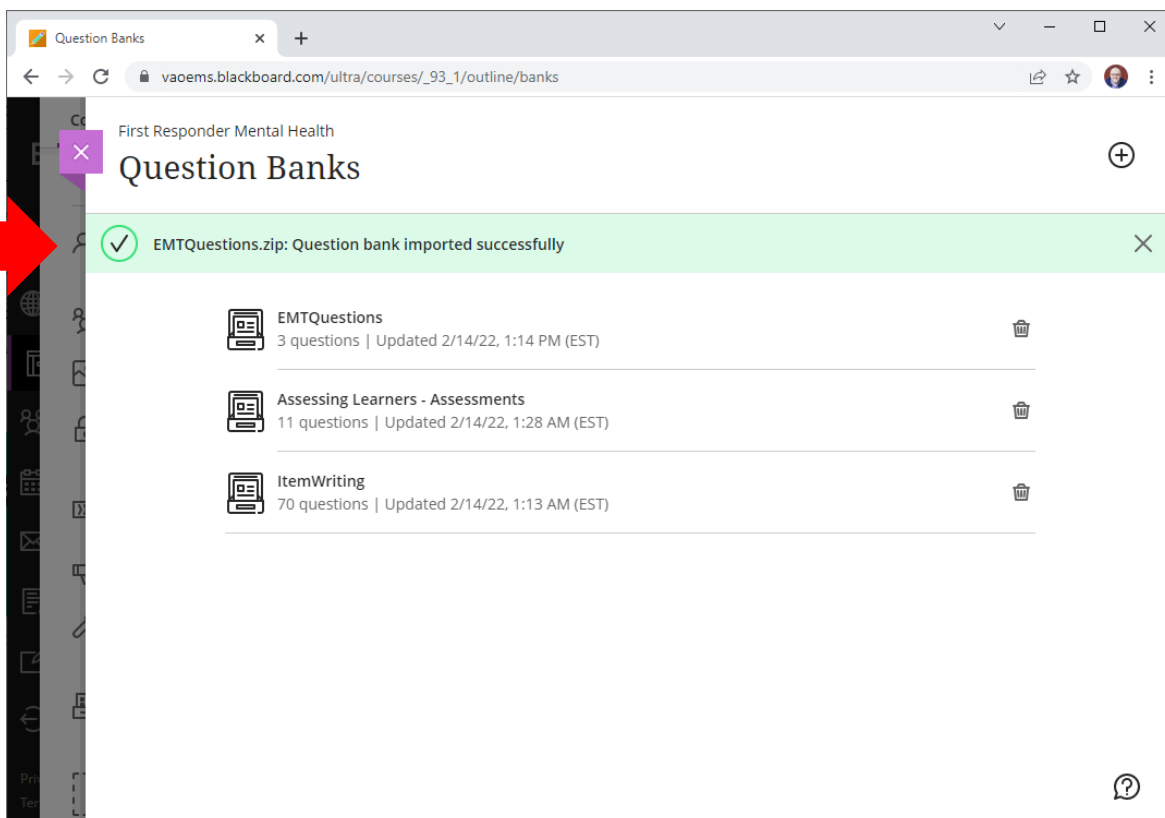 Question Banks
vaoems.blackboard.com/ultra/courses/_93_1/outline/banks
First Responder Mental Health
Question Banks
EMTQuestions.zip: Question bank imported successfully
EMTQuestions
3 questions | Updated 2/14/22, 1:14 PM (EST)
Assessing Learners - Assessments
11 questions | Updated 2/14/22, 1:28 AM (EST)
ItemWriting
70 questions | Updated 2/14/22, 1:13 AM (EST)